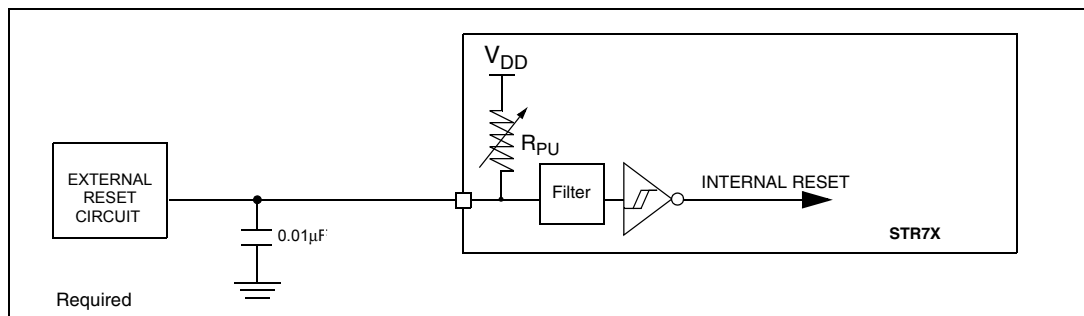 VDD
RPU
EXTERNAL
RESET
CIRCUIT
Filter
INTERNAL RESET
STR7X
0.01µF
Required